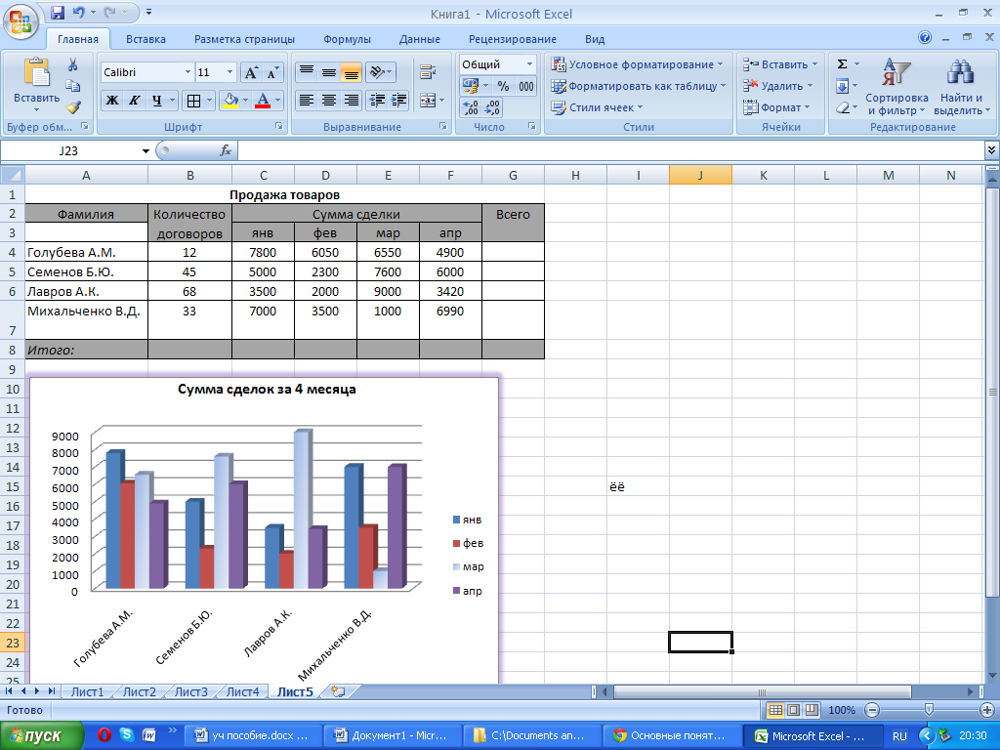 Книга1 - Microsoft Excel
Главная Вставка Разметка страницы Формулы Данные Рецензирование Вид
Вставить
Буфер обм...
Calibri 11
Ж К Ч
Шрифт
Выравнивание
Общий
% 000
Число
Условное форматирование
Форматировать как таблицу
Стили ячеек
Стили
Вставить
Удалить
Формат
Ячейки
Σ
Сортировка и фильтр
Найти и выделить
Редактирование
J23 fx
A B C D E F G H I J K L M N
1 Продажа товаров
2 Фамилия Количество Сумма сделки Всего
3 договоров янв фев мар апр
4 Голубева А.М. 12 7800 6050 6550 4900
5 Семенов Б.Ю. 45 5000 2300 7600 6000
6 Лавров А.К. 68 3500 2000 9000 3420
7 Михальченко В.Д. 33 7000 3500 1000 6990
8 Итого:
9
10
11
12
13
14
15 ёё
16
17
18
19
20
21
22
23
24
25
Сумма сделок за 4 месяца
9000
8000
7000
6000
5000
4000
3000
2000
1000
0
Голубева А.М. Семенов Б.Ю. Лавров А.К. Михальченко В.Д.
янв
фев
мар
апр
Лист1 Лист2 Лист3 Лист4 Лист5
Готово 100%
пуск уч пособие.docx ... Документ1 - Micr... C:\Documents an... Основные понят... Microsoft Excel - ... RU 20:30